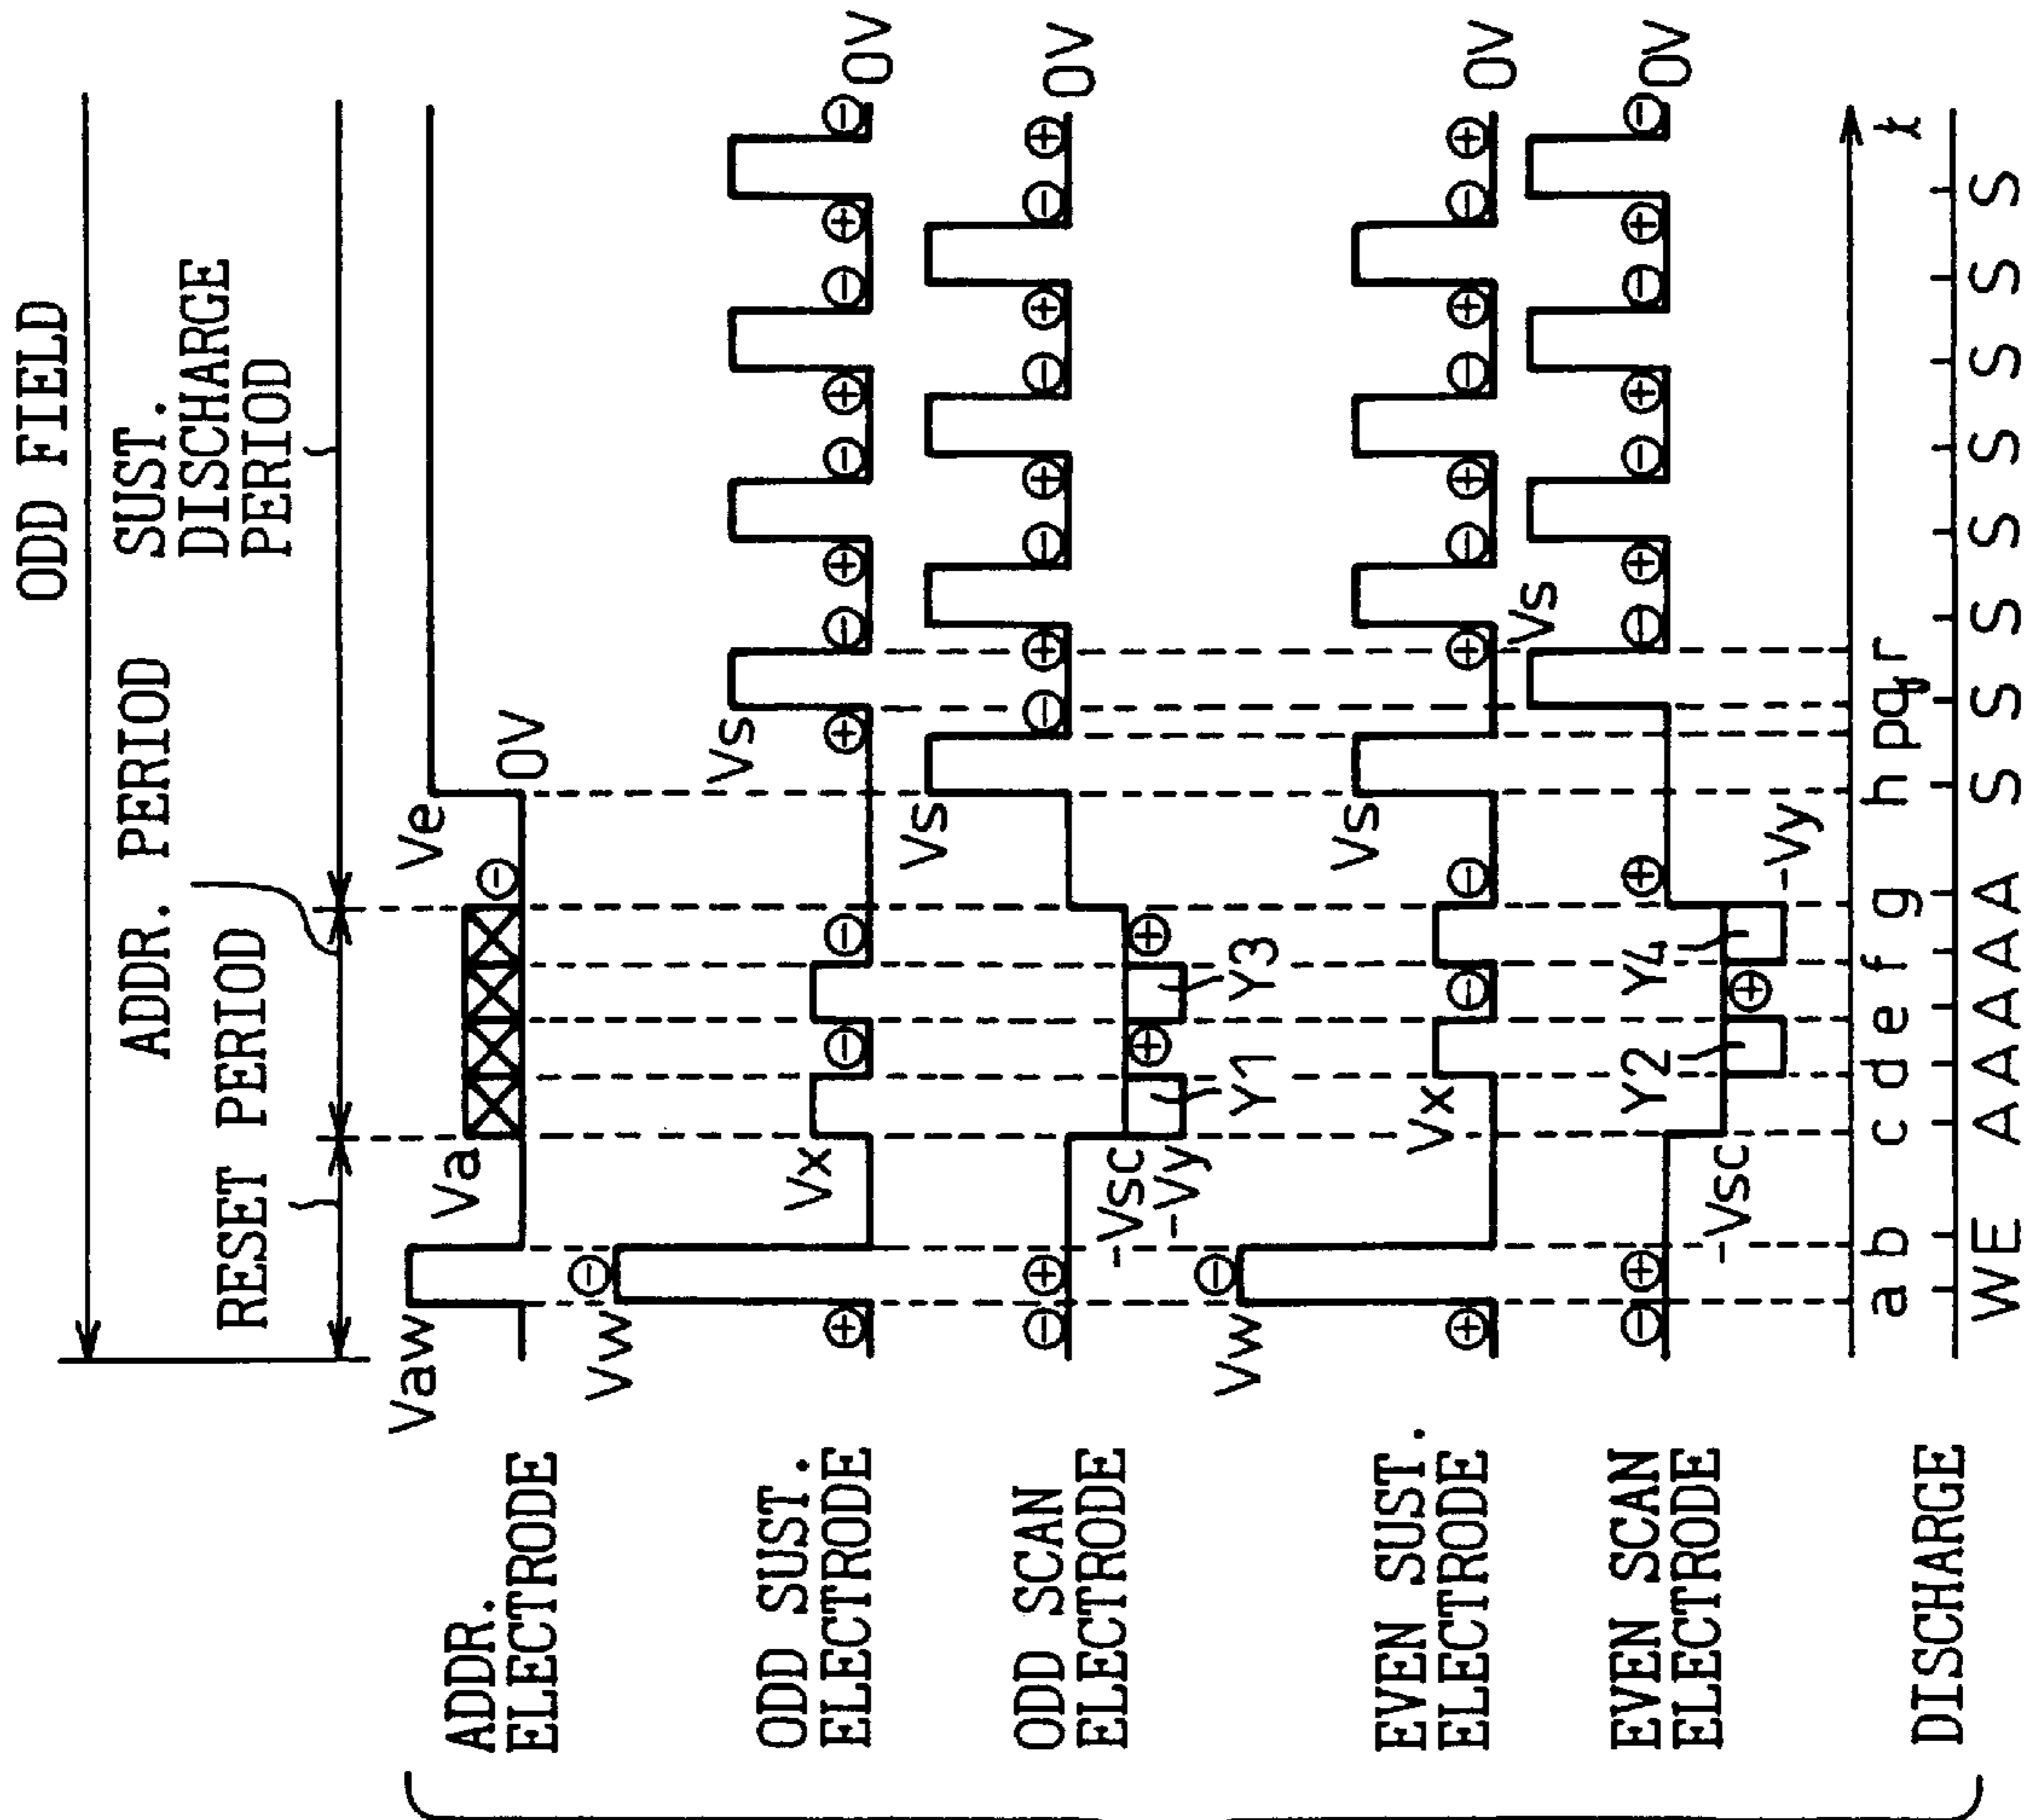 ODD FIELD
RESET PERIOD
ADDR. PERIOD
SUST.
DISCHARGE
PERIOD
ADDR.
ELECTRODE
Vaw
Va
Ve
0V
ODD SUST.
ELECTRODE
Vw
Vx
Vs
0V
ODD SCAN
ELECTRODE
-Vsc
-Vy
Y1
Y3
Vs
0V
EVEN SUST.
ELECTRODE
Vw
Vx
Vs
0V
EVEN SCAN
ELECTRODE
-Vsc
Y2
Y4
-Vy
Vs
0V
a b c d e f g h p q r t
DISCHARGE
W E A A A A A S S S S S S S S